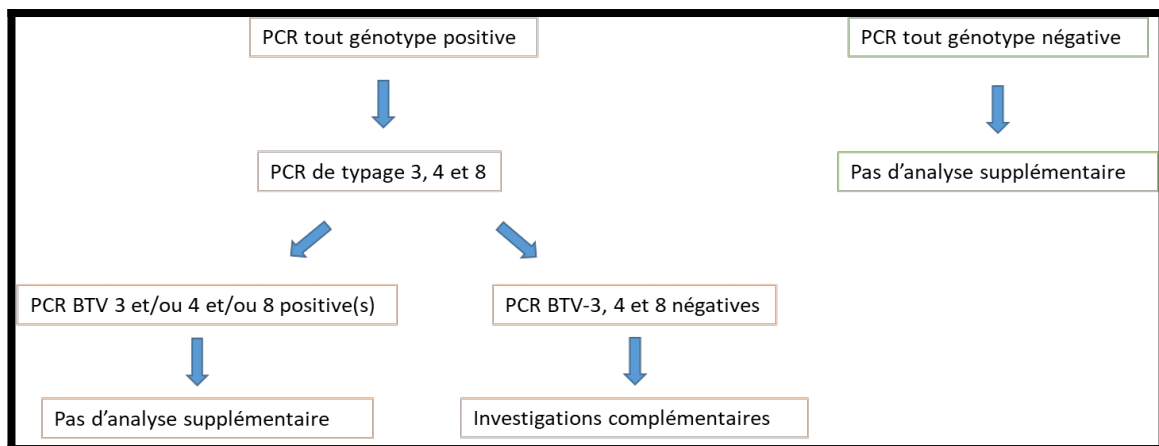 PCR tout génotype positive
PCR tout génotype négative
PCR de typage 3, 4 et 8
Pas d'analyse supplémentaire
PCR BTV 3 et/ou 4 et/ou 8 positive(s)
PCR BTV-3, 4 et 8 négatives
Pas d'analyse supplémentaire
Investigations complémentaires